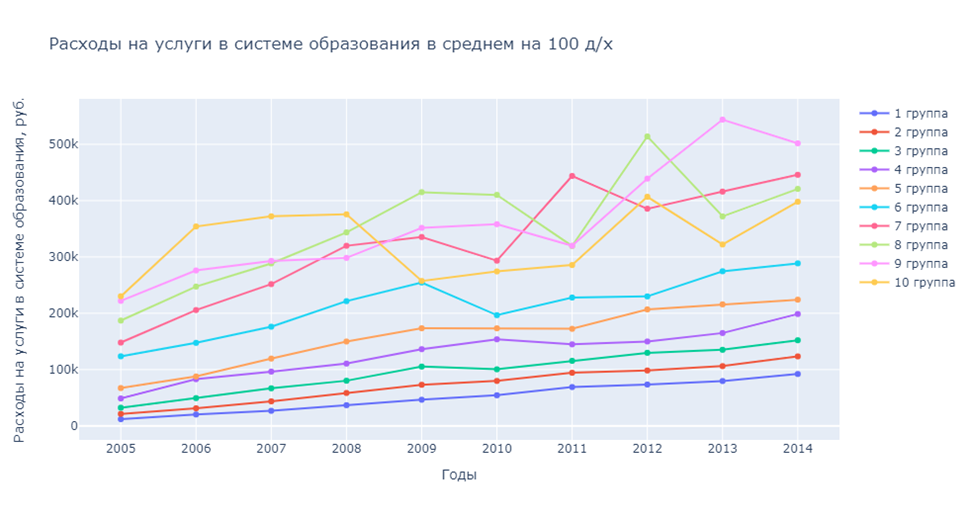 Расходы на услуги в системе образования в среднем на 100 д/х
Расходы на услуги в системе образования, руб.
500k
400k
300k
200k
100k
0
2005 2006 2007 2008 2009 2010 2011 2012 2013 2014
Годы
1 группа
2 группа
3 группа
4 группа
5 группа
6 группа
7 группа
8 группа
9 группа
10 группа